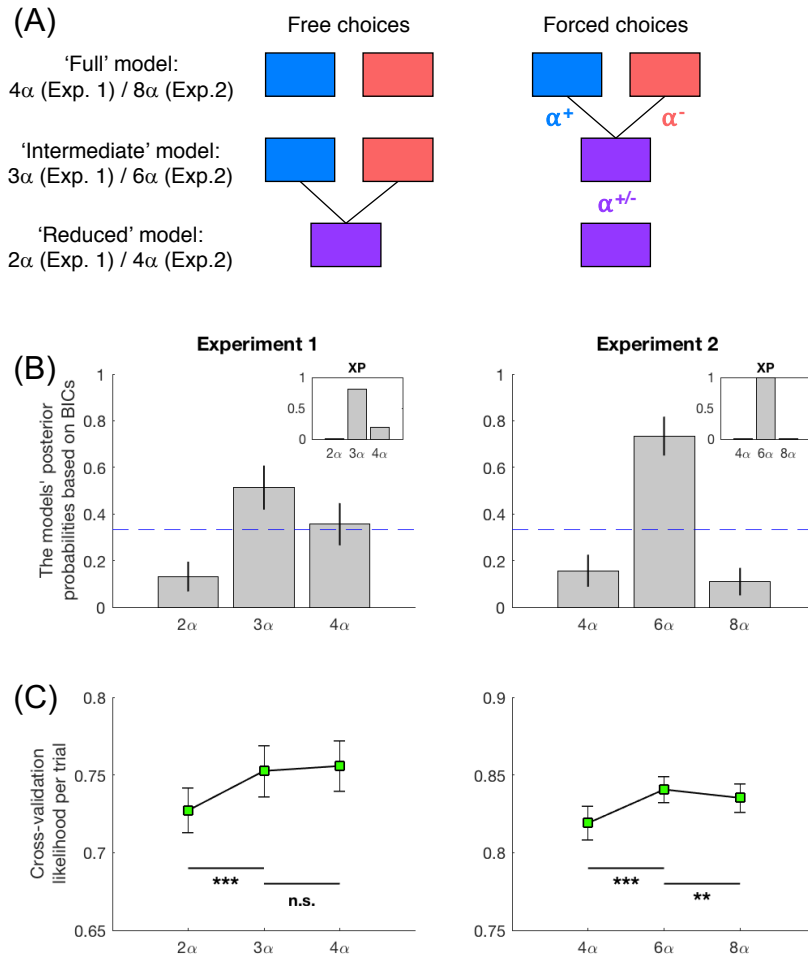 (A)
Free choices
Forced choices
‘Full’ model:
4α (Exp. 1) / 8α (Exp.2)
α+
α-
‘Intermediate’ model:
3α (Exp. 1) / 6α (Exp.2)
α+/-
‘Reduced’ model:
2α (Exp. 1) / 4α (Exp.2)
(B)
Experiment 1
The models' posterior
probabilities based on BICs
1
0.8
0.6
0.4
0.2
0
2α
3α
4α
XP
1
0.5
0
2α
3α
4α
Experiment 2
1
0.8
0.6
0.4
0.2
0
4α
6α
8α
XP
1
0.5
0
4α
6α
8α
(C)
Cross-validation
likelihood per trial
0.8
0.75
0.7
0.65
***
n.s.
2α
3α
4α
0.9
0.85
0.8
0.75
***
**
4α
6α
8α